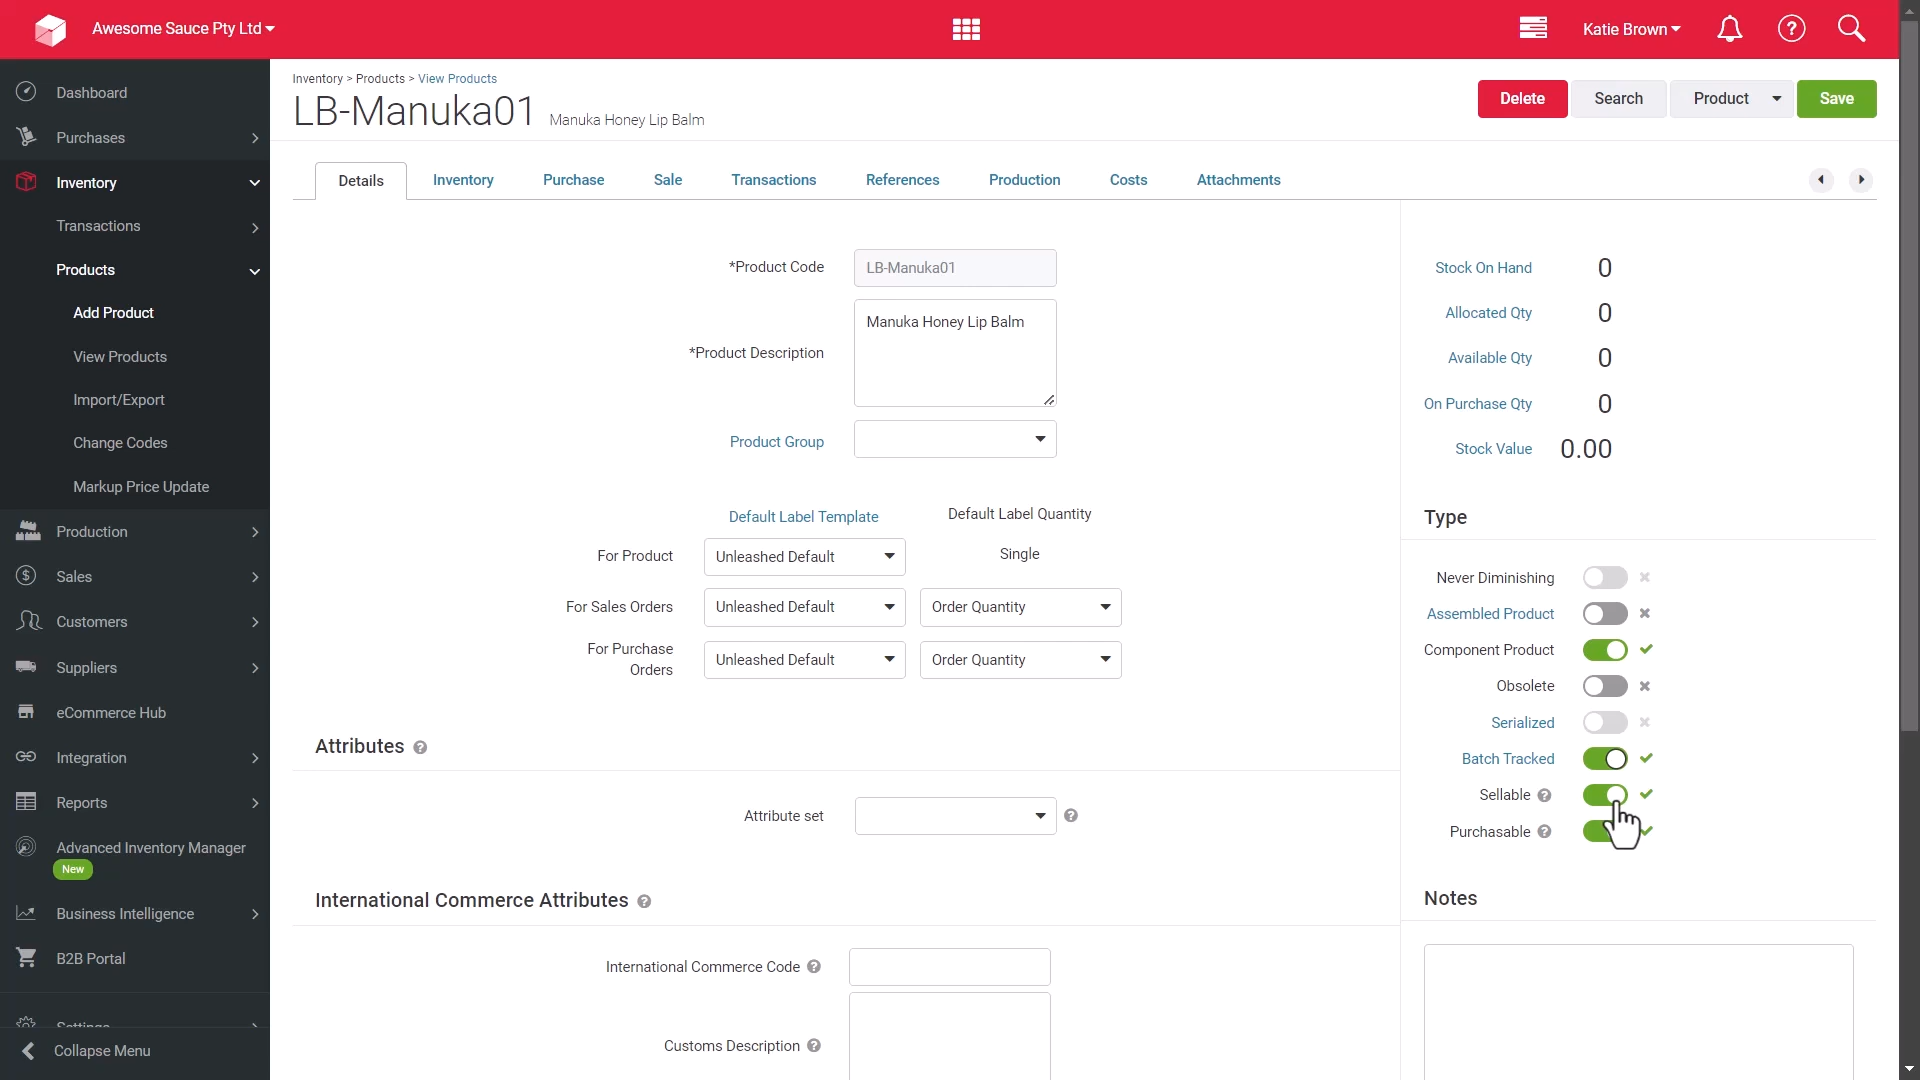 Awesome Sauce Pty Ltd
Katie Brown
Dashboard
Purchases
Inventory
Transactions
Products
Add Product
View Products
Import/Export
Change Codes
Markup Price Update
Production
Sales
Customers
Suppliers
eCommerce Hub
Integration
Reports
Advanced Inventory Manager
New
Business Intelligence
B2B Portal
Settings
Collapse Menu
Inventory > Products > View Products
LB-Manuka01 Manuka Honey Lip Balm
Delete Search Product Save
Details Inventory Purchase Sale Transactions References Production Costs Attachments
*Product Code LB-Manuka01
*Product Description Manuka Honey Lip Balm
Product Group
Default Label Template Default Label Quantity
For Product Unleashed Default Single
For Sales Orders Unleashed Default Order Quantity
For Purchase
Orders Unleashed Default Order Quantity
Attributes ?
Attribute set ?
International Commerce Attributes ?
International Commerce Code ?
Customs Description ?
Stock On Hand 0
Allocated Qty 0
Available Qty 0
On Purchase Qty 0
Stock Value 0.00
Type
Never Diminishing
Assembled Product
Component Product
Obsolete
Serialized
Batch Tracked
Sellable ?
Purchasable ?
Notes